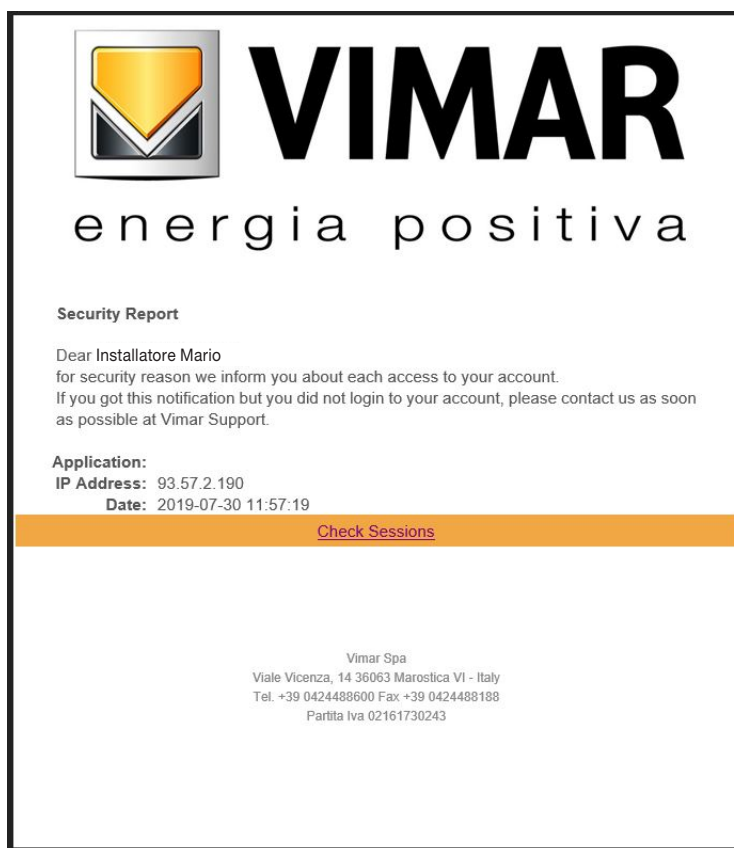 VIMAR
energia positiva
Security Report
Dear Installatore Mario
for security reason we inform you about each access to your account.
If you got this notification but you did not login to your account, please contact us as soon
as possible at Vimar Support.
Application:
IP Address: 93.57.2.190
Date: 2019-07-30 11:57:19
Check Sessions
Vimar Spa
Viale Vicenza, 14 36063 Marostica VI - Italy
Tel. +39 0424488600 Fax +39 0424488188
Partita Iva 02161730243